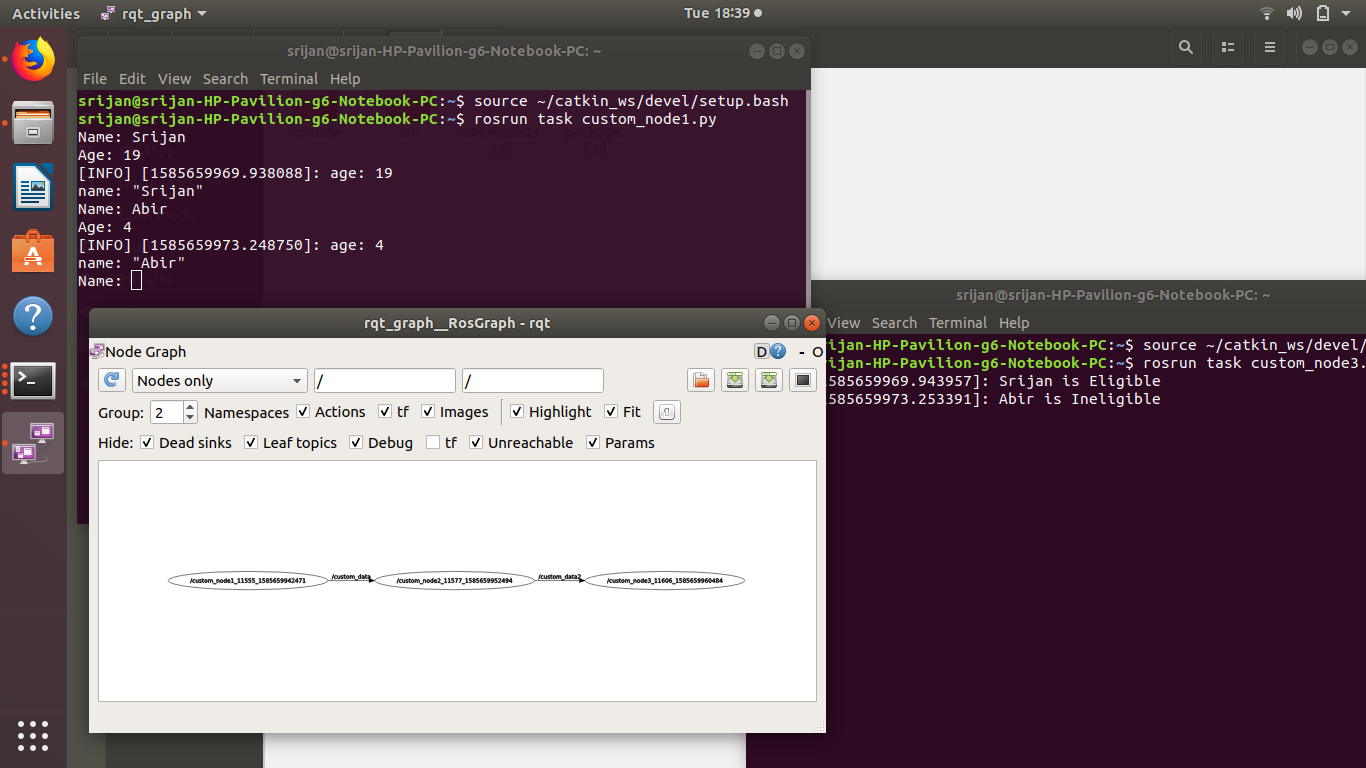 Activities
rqt_graph
Tue 18:39
srijan@srijan-HP-Pavilion-g6-Notebook-PC: ~
File Edit View Search Terminal Help
srijan@srijan-HP-Pavilion-g6-Notebook-PC:~$ source ~/catkin_ws/devel/setup.bash
srijan@srijan-HP-Pavilion-g6-Notebook-PC:~$ rosrun task custom_node1.py
Name: Srijan
Age: 19
[INFO] [1585659969.938088]: age: 19
name: "Srijan"
Name: Abir
Age: 4
[INFO] [1585659973.248750]: age: 4
name: "Abir"
Name:
srijan@srijan-HP-Pavilion-g6-Notebook-PC: ~
View Search Terminal Help
rijan-HP-Pavilion-g6-Notebook-PC:~$ source ~/catkin_ws/devel/
rijan-HP-Pavilion-g6-Notebook-PC:~$ rosrun task custom_node3.
1585659969.943957]: Srijan is Eligible
1585659973.253391]: Abir is Ineligible
rqt_graph__RosGraph - rqt
Node Graph
D ? - O
Nodes only / /
Group: 2 Namespaces Actions tf Images Highlight Fit
Hide: Dead sinks Leaf topics Debug tf Unreachable Params
/custom_node1_11555_1585659942471 /custom_data /custom_node2_11577_1585659952494 /custom_data2 /custom_node3_11606_1585659960484